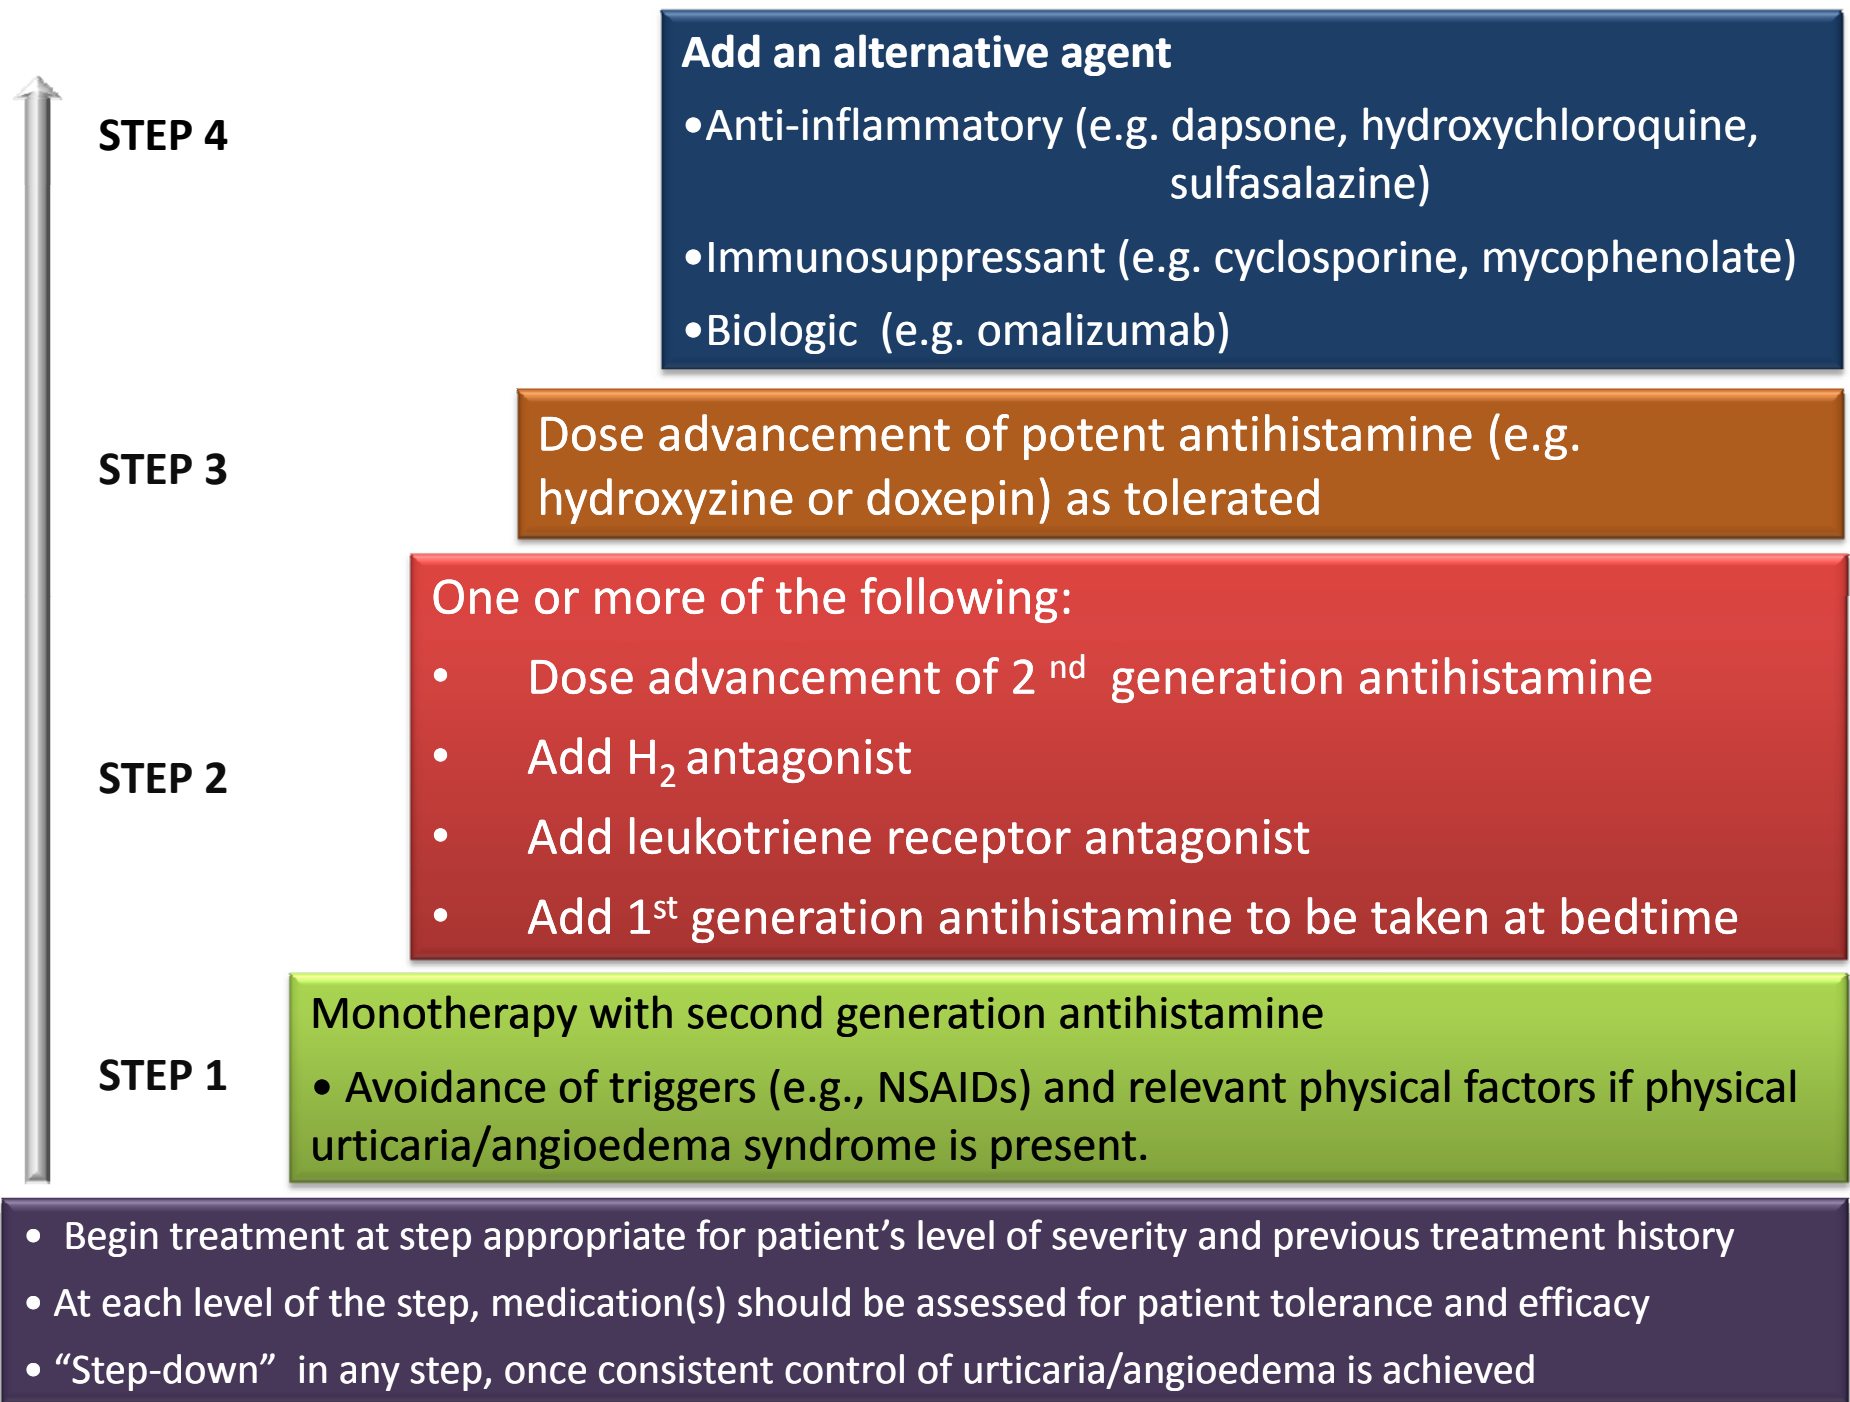 Add an alternative agent
STEP 4
•Anti-inflammatory (e.g. dapsone, hydroxychloroquine,
sulfasalazine)
•Immunosuppressant (e.g. cyclosporine, mycophenolate)
•Biologic (e.g. omalizumab)
STEP 3
Dose advancement of potent antihistamine (e.g.
hydroxyzine or doxepin) as tolerated
STEP 2
One or more of the following:
• Dose advancement of 2 nd generation antihistamine
• Add H2 antagonist
• Add leukotriene receptor antagonist
• Add 1st generation antihistamine to be taken at bedtime
STEP 1
Monotherapy with second generation antihistamine
• Avoidance of triggers (e.g., NSAIDs) and relevant physical factors if physical
urticaria/angioedema syndrome is present.
• Begin treatment at step appropriate for patient’s level of severity and previous treatment history
• At each level of the step, medication(s) should be assessed for patient tolerance and efficacy
• “Step-down” in any step, once consistent control of urticaria/angioedema is achieved